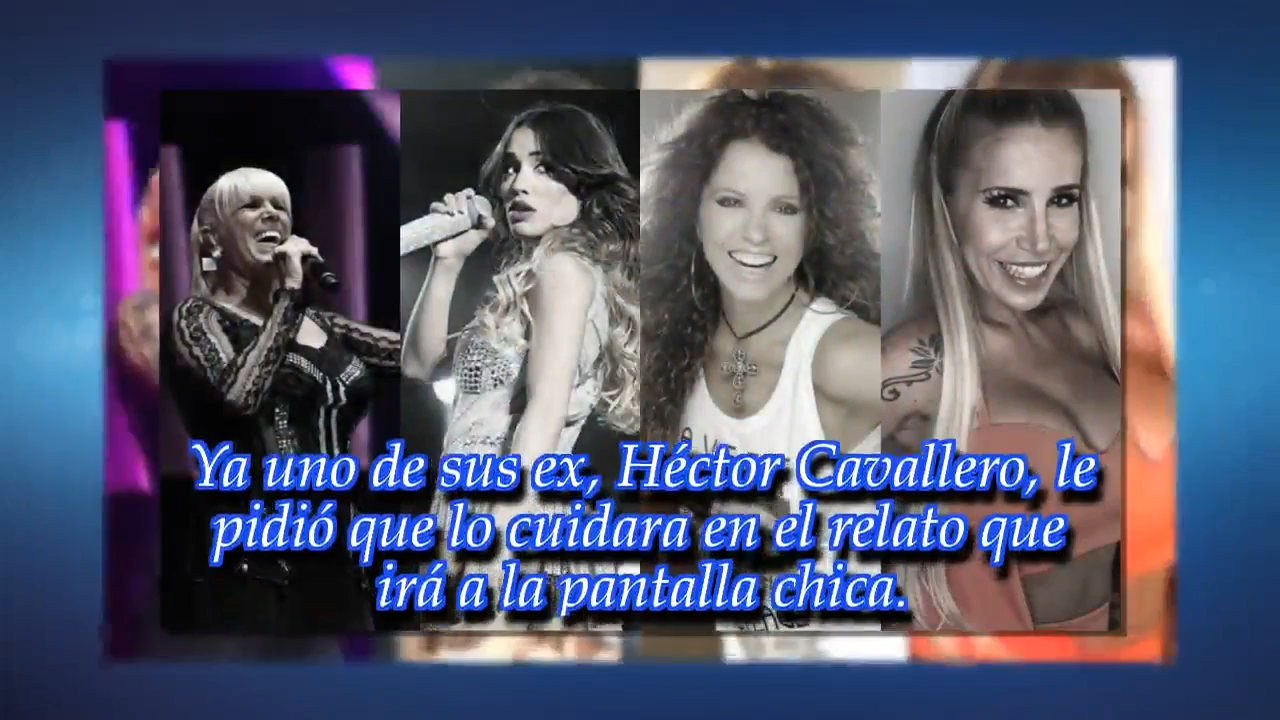 Ya uno de sus ex, Héctor Cavallero, le
pidió que lo cuidara en el relato que
irá a la pantalla chica.